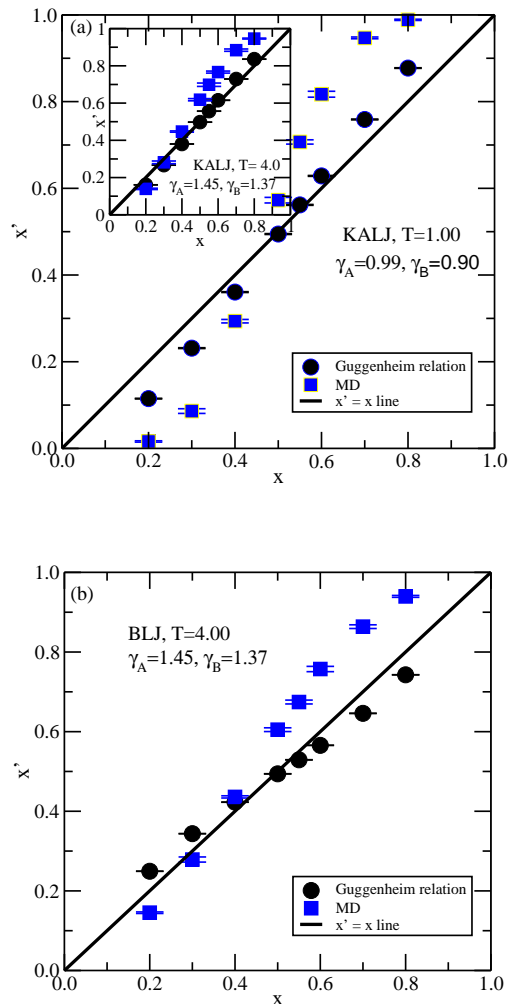 (a)
1.0
0.8
0.6
0.4
0.2
0.0
x'
0.0
0.2
0.4
0.6
0.8
1.0
x
1
0.8
0.6
0.4
0.2
0
x'
0.2
0.4
0.6
0.8
x
KALJ, T= 4.0
γA=1.45, γB=1.37
KALJ, T=1.00
γA=0.99, γB=0.90
Guggenheim relation
MD
x' = x line
(b)
1.0
0.8
0.6
0.4
0.2
0.0
x'
0.0
0.2
0.4
0.6
0.8
1.0
x
BLJ, T=4.00
γA=1.45, γB=1.37
Guggenheim relation
MD
x' = x line